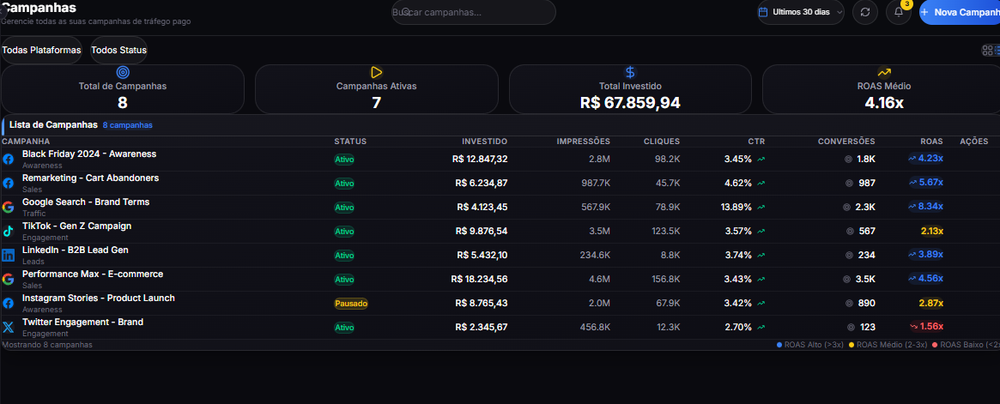 Campanhas
Gerencie todas as suas campanhas de tráfego pago
Buscar campanhas...
Ultimos 30 dias
3
+ Nova Campanh
Todas Plataformas Todos Status
Total de Campanhas
8
Campanhas Ativas
7
Total Investido
R$ 67.859,94
ROAS Médio
4.16x
Lista de Campanhas 8 campanhas
CAMPANHA STATUS INVESTIDO IMPRESSÕES CLIQUES CTR CONVERSÕES ROAS AÇÕES
Black Friday 2024 - Awareness Ativo R$ 12.847,32 2.8M 98.2K 3.45% 1.8K 4.23x
Awareness
Remarketing - Cart Abandoners Ativo R$ 6.234,87 987.7K 45.7K 4.62% 987 5.67x
Sales
Google Search - Brand Terms Ativo R$ 4.123,45 567.9K 78.9K 13.89% 2.3K 8.34x
Traffic
TikTok - Gen Z Campaign Ativo R$ 9.876,54 3.5M 123.5K 3.57% 567 2.13x
Engagement
LinkedIn - B2B Lead Gen Ativo R$ 5.432,10 234.6K 8.8K 3.74% 234 3.89x
Leads
Performance Max - E-commerce Ativo R$ 18.234,56 4.6M 156.8K 3.43% 3.5K 4.56x
Sales
Instagram Stories - Product Launch Pausado R$ 8.765,43 2.0M 67.9K 3.42% 890 2.87x
Awareness
Twitter Engagement - Brand Ativo R$ 2.345,67 456.8K 12.3K 2.70% 123 1.56x
Engagement
Mostrando 8 campanhas
ROAS Alto (>3x) ROAS Médio (2-3x) ROAS Baixo (<2x